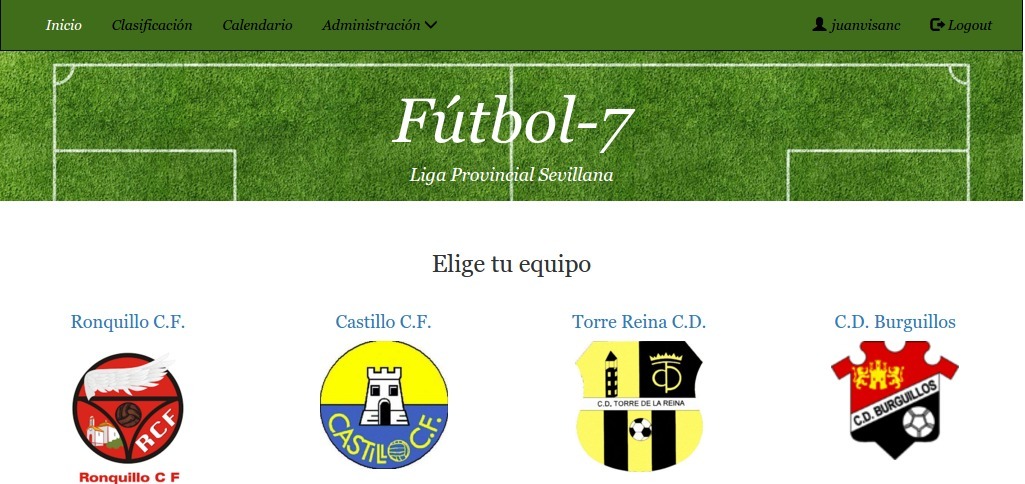 Inicio Clasificación Calendario Administración juanvisanc Logout
Fútbol-7
Liga Provincial Sevillana
Elige tu equipo
Ronquillo C.F. Castillo C.F. Torre Reina C.D. C.D. Burguillos
RCF
Ronquillo C F
CASTILLO C.F.
C.D. TORRE DE LA REINA
C.D. BURGUILLOS